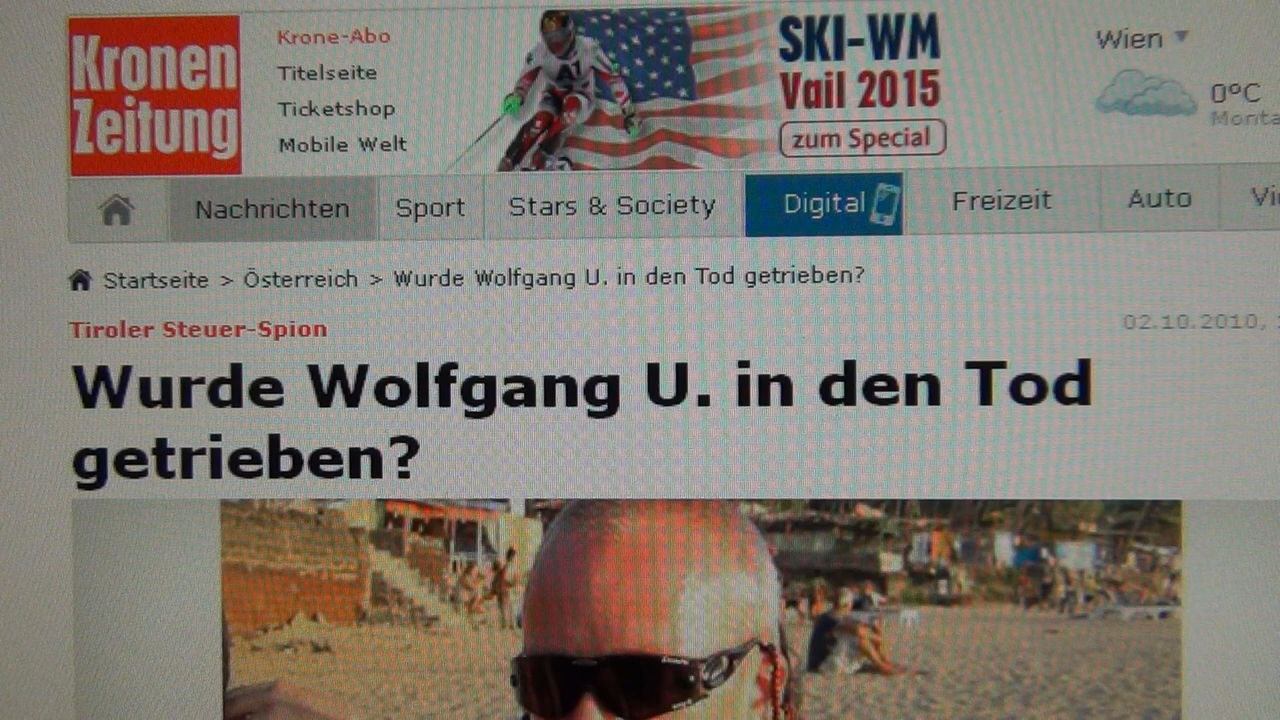 Kronen
Zeitung
Krone-Abo
Titelseite
Ticketshop
Mobile Welt
A1
SKI-WM
Vail 2015
zum Special
Wien
0°C
Nachrichten
Sport
Stars & Society
Digital
Freizeit
Auto
Startseite > Österreich > Wurde Wolfgang U. in den Tod getrieben?
Tiroler Steuer-Spion
02.10.2010,
Wurde Wolfgang U. in den Tod
getrieben?